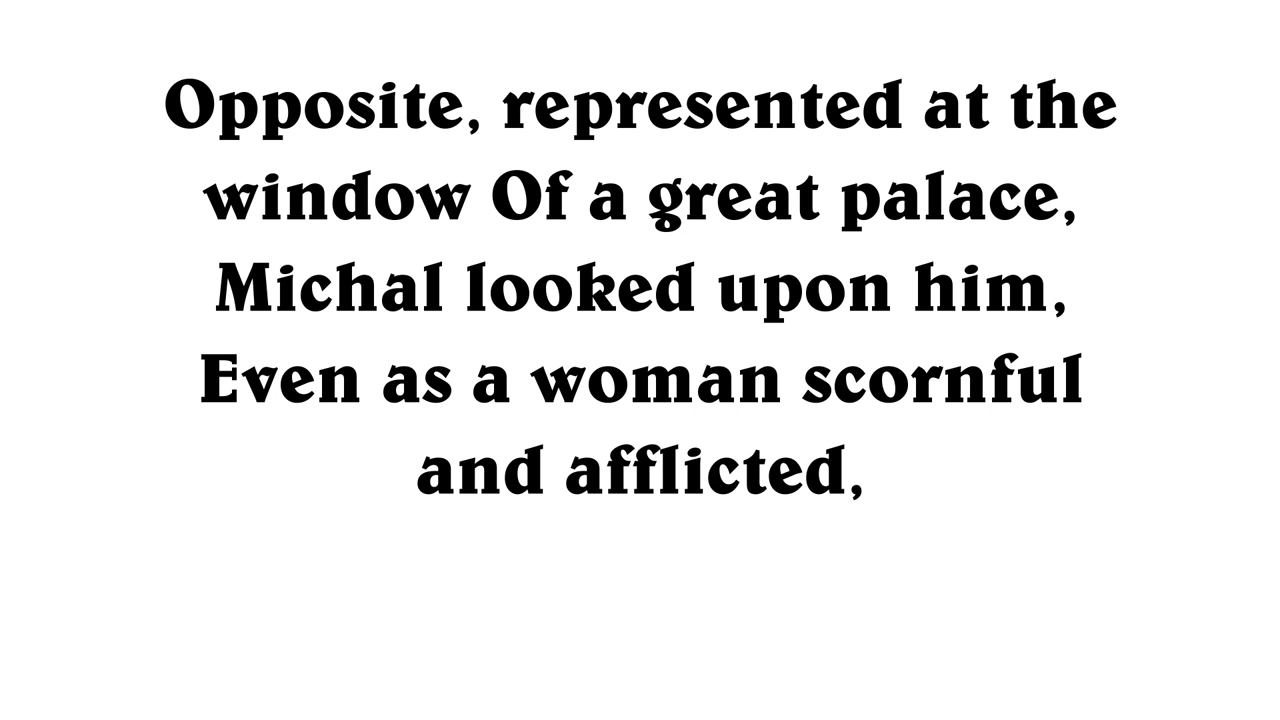 Opposite, represented at the
window Of a great palace,
Michal looked upon him,
Even as a woman scornful
and afflicted,